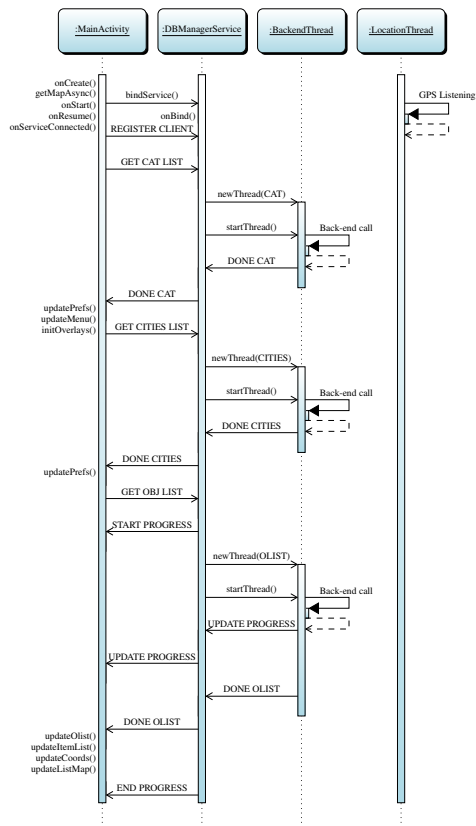 :MainActivity
:DBManagerService
:BackendThread
:LocationThread
onCreate()
getMapAsync()
onStart()
onResume()
onServiceConnected()
bindService()
onBind()
REGISTER CLIENT
GPS Listening
GET CAT LIST
newThread(CAT)
startThread()
Back-end call
DONE CAT
DONE CAT
updatePrefs()
updateMenu()
initOverlays()
GET CITIES LIST
newThread(CITIES)
startThread()
Back-end call
DONE CITIES
DONE CITIES
updatePrefs()
GET OBJ LIST
START PROGRESS
newThread(OLIST)
startThread()
Back-end call
UPDATE PROGRESS
UPDATE PROGRESS
DONE OLIST
DONE OLIST
updateOlist()
updateItemList()
updateCoords()
updateListMap()
END PROGRESS